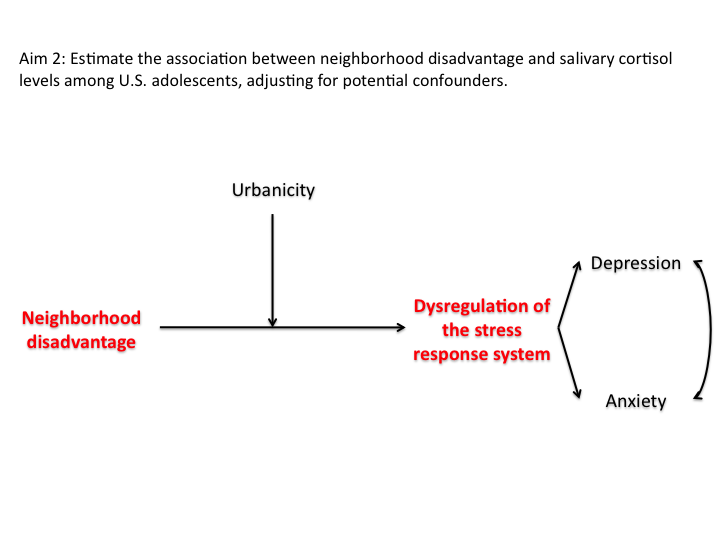 Aim 2: Estimate the association between neighborhood disadvantage and salivary cortisol
levels among U.S. adolescents, adjusting for potential confounders.
Urbanicity
Neighborhood
disadvantage
Dysregulation of
the stress
response system
Depression
Anxiety